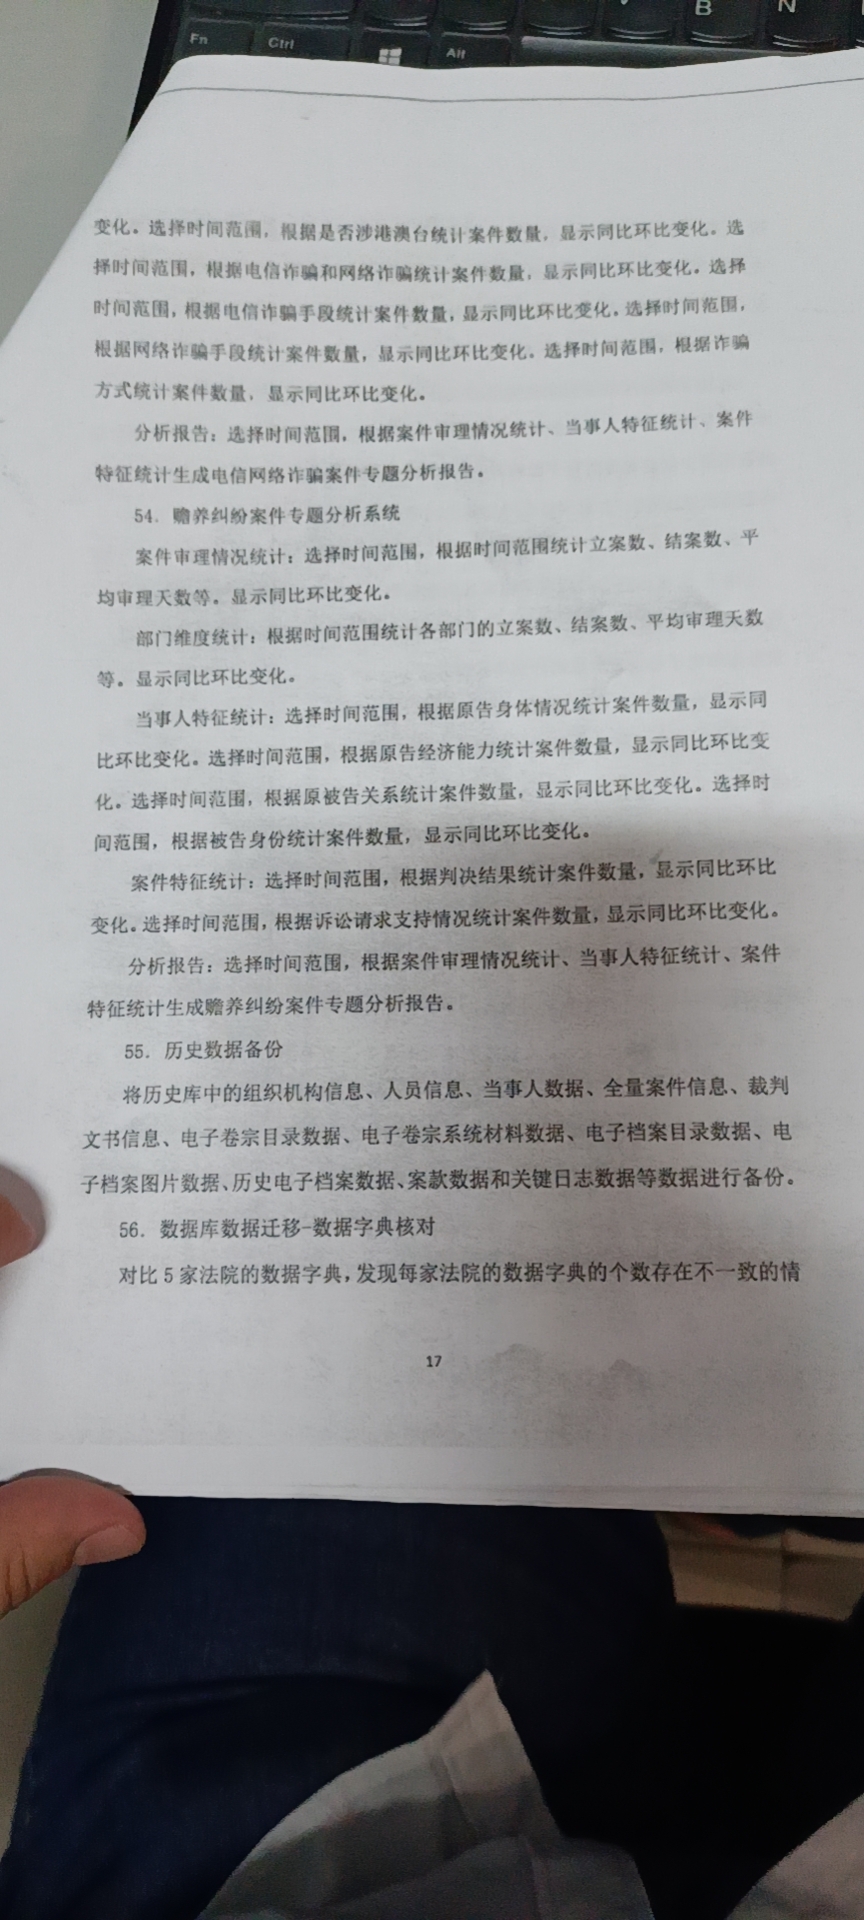 Fn
Ctrl
Alt
B
N
变化。选择时间范围，根据是否涉港澳台统计案件数量，显示同比环比变化。选
择时间范围，根据电信诈骗和网络诈骗统计案件数量，显示同比环比变化。选择
时间范围，根据电信诈骗手段统计案件数量，显示同比环比变化。选择时间范围，
根据网络诈骗手段统计案件数量，显示同比环比变化。选择时间范围，根据诈骗
方式统计案件数量，显示同比环比变化。
分析报告：选择时间范围，根据案件审理情况统计、当事人特征统计、案件
特征统计生成电信网络诈骗案件专题分析报告。
54. 赡养纠纷案件专题分析系统
案件审理情况统计：选择时间范围，根据时间范围统计立案数、结案数、平
均审理天数等。显示同比环比变化。
部门维度统计：根据时间范围统计各部门的立案数、结案数、平均审理天数
等。显示同比环比变化。
当事人特征统计：选择时间范围，根据原告身体情况统计案件数量，显示同
比环比变化。选择时间范围，根据原告经济能力统计案件数量，显示同比环比变
化。选择时间范围，根据原被告关系统计案件数量，显示同比环比变化。选择时
间范围，根据被告身份统计案件数量，显示同比环比变化。
案件特征统计：选择时间范围，根据判决结果统计案件数量，显示同比环比
变化。选择时间范围，根据诉讼请求支持情况统计案件数量，显示同比环比变化。
分析报告：选择时间范围，根据案件审理情况统计、当事人特征统计、案件
特征统计生成赡养纠纷案件专题分析报告。
55. 历史数据备份
将历史库中的组织机构信息、人员信息、当事人数据、全量案件信息、裁判
文书信息、电子卷宗目录数据、电子卷宗系统材料数据、电子档案目录数据、电
子档案图片数据、历史电子档案数据、案款数据和关键日志数据等数据进行备份。
56. 数据库数据迁移-数据字典核对
对比 5 家法院的数据字典，发现每家法院的数据字典的个数存在不一致的情
17